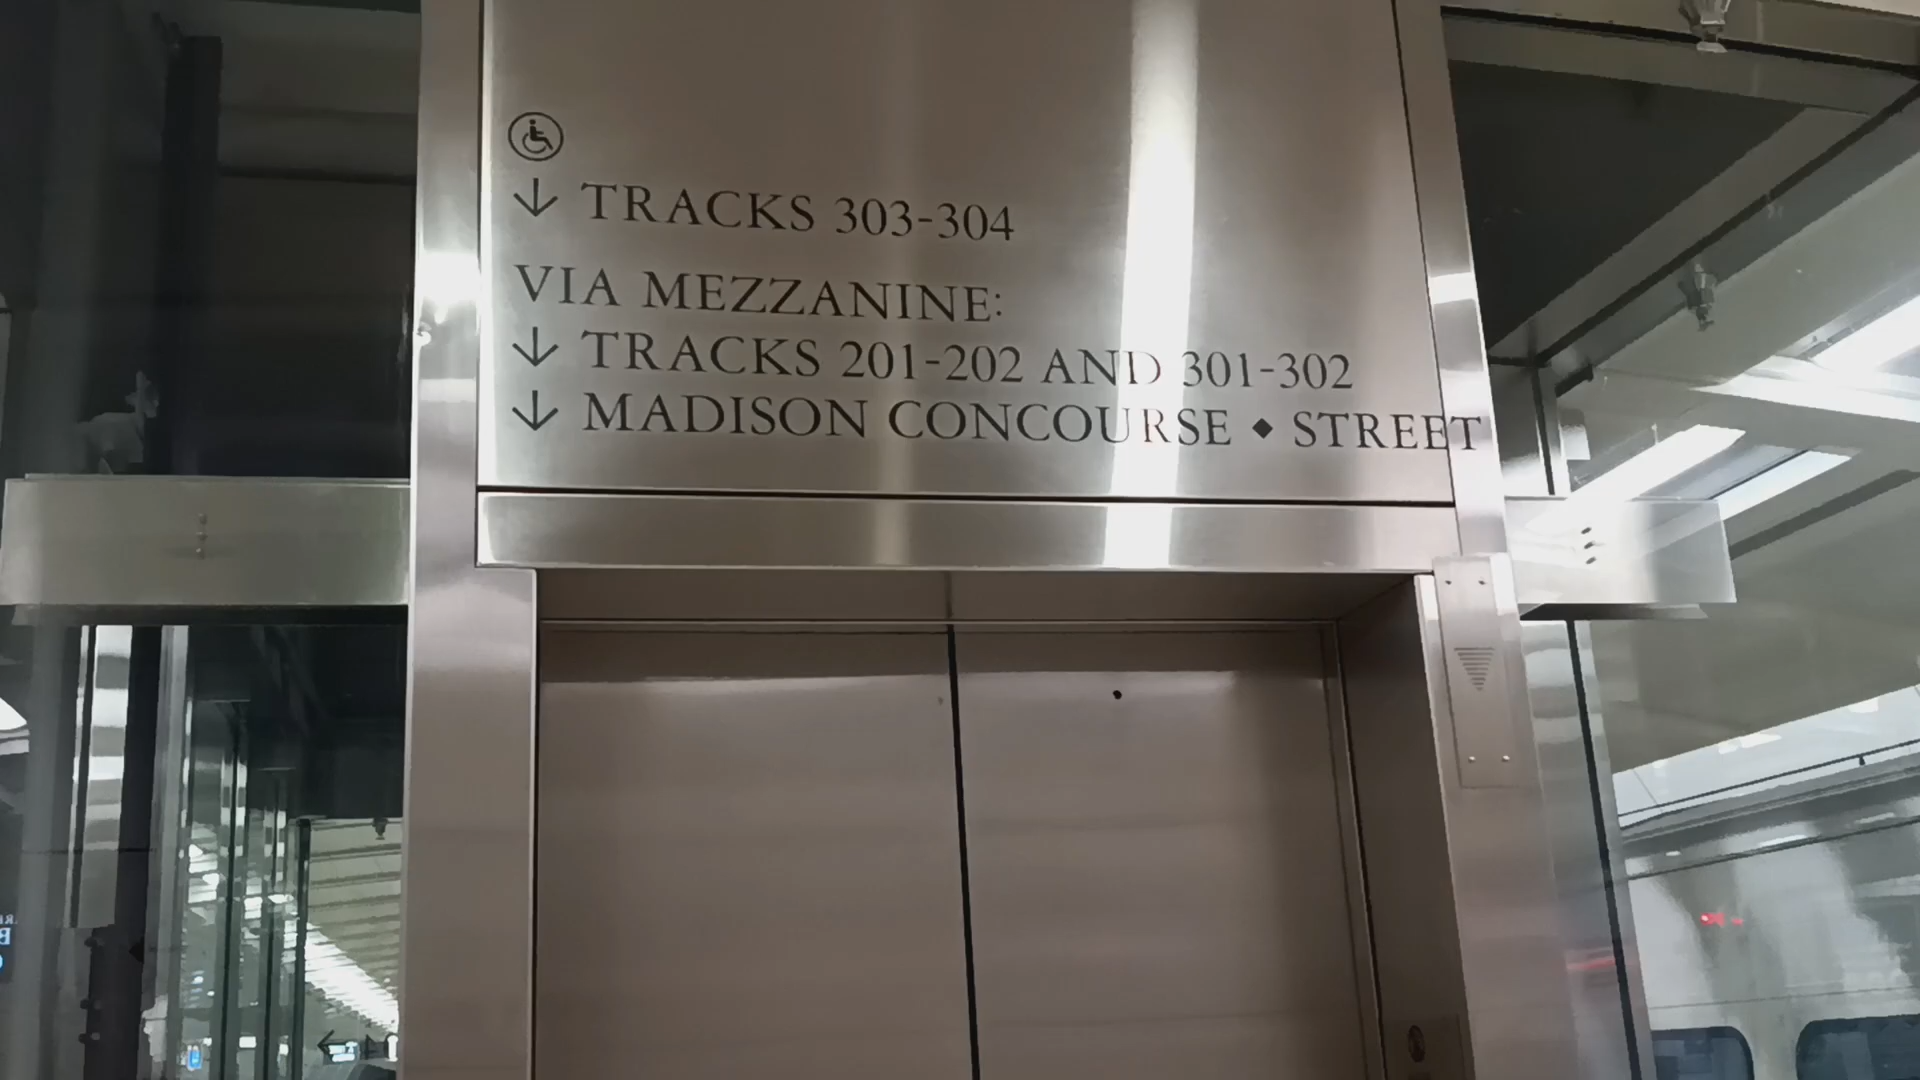 ↓ TRACKS 303-304
VIA MEZZANINE:
↓ TRACKS 201-202 AND 301-302
↓ MADISON CONCOURSE ◆ STREET